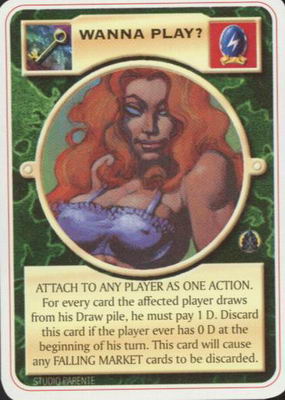 WANNA PLAY?
ATTACH TO ANY PLAYER AS ONE ACTION.
For every card the affected player draws
from his Draw pile, he must pay 1 D. Discard
this card if the player ever has 0 D at the
beginning of his turn. This card will cause
any FALLING MARKET cards to be discarded.
STUDIO PARENTE